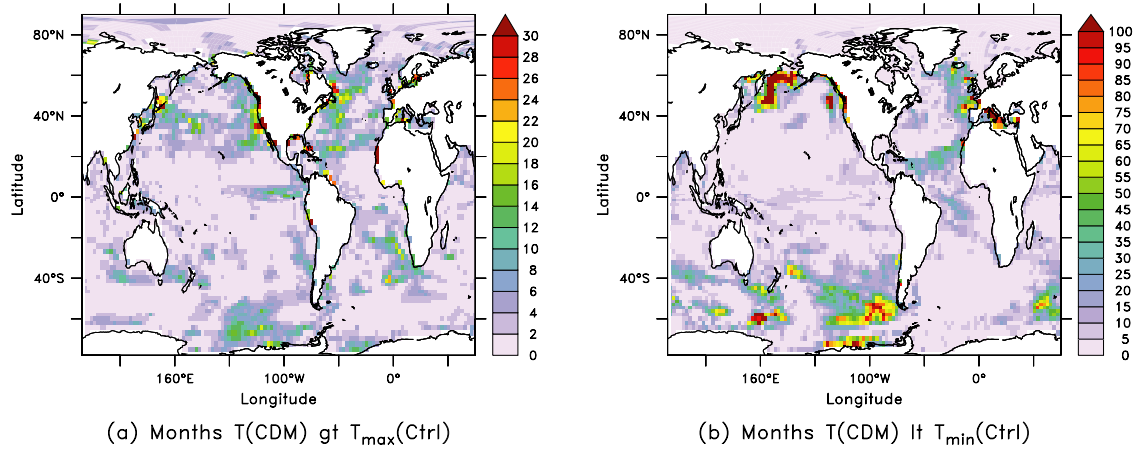 80°N
40°N
0°
40°S
Latitude
160°E
100°W
0°
Longitude
30
28
26
24
22
20
18
16
14
12
10
8
6
4
2
0
(a) Months T(CDM) gt Tmax(Ctrl)
80°N
40°N
0°
40°S
Latitude
160°E
100°W
0°
Longitude
100
95
90
85
80
75
70
65
60
55
50
45
40
35
30
25
20
15
10
5
0
(b) Months T(CDM) lt Tmin(Ctrl)